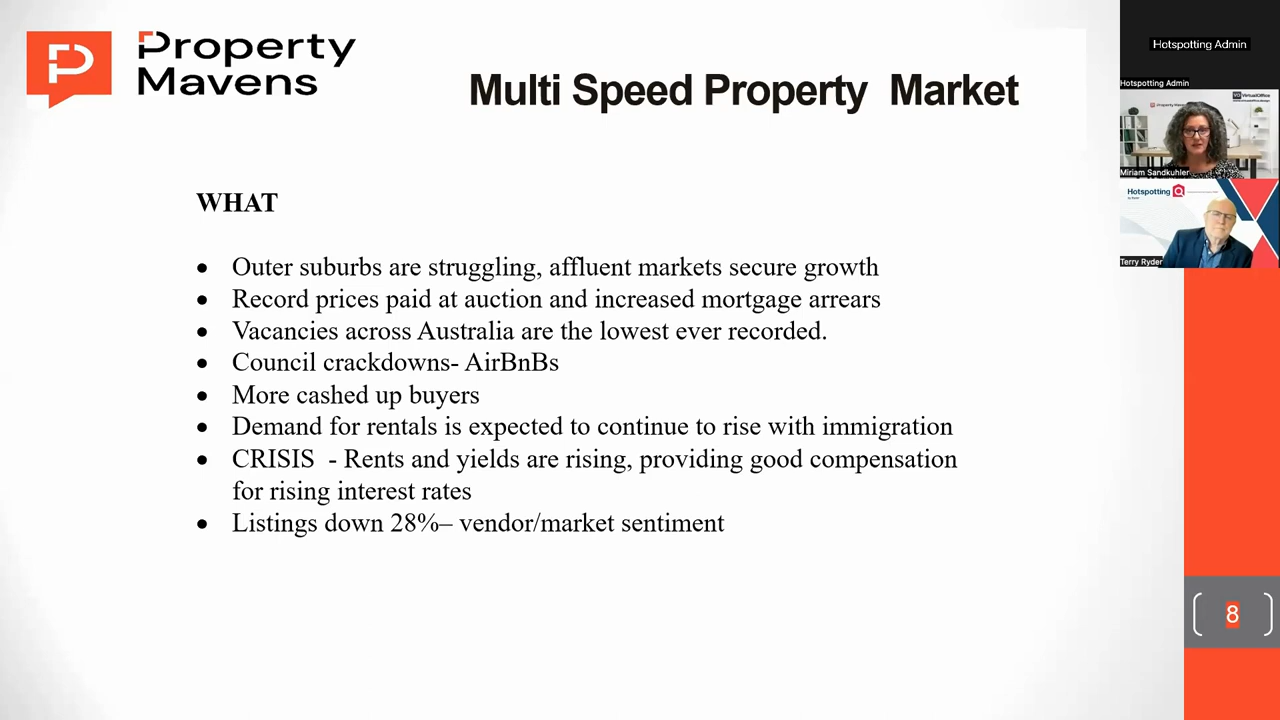 Property
Mavens
Multi Speed Property Market
WHAT
• Outer suburbs are struggling, affluent markets secure growth
• Record prices paid at auction and increased mortgage arrears
• Vacancies across Australia are the lowest ever recorded.
• Council crackdowns- AirBnBs
• More cashed up buyers
• Demand for rentals is expected to continue to rise with immigration
• CRISIS - Rents and yields are rising, providing good compensation
for rising interest rates
• Listings down 28%– vendor/market sentiment
8
Hotspotting Admin
Hotspotting Admin
VirtualOffice
Miriam Sandkuhler
Hotspotting
by Ryder
Terry Ryder